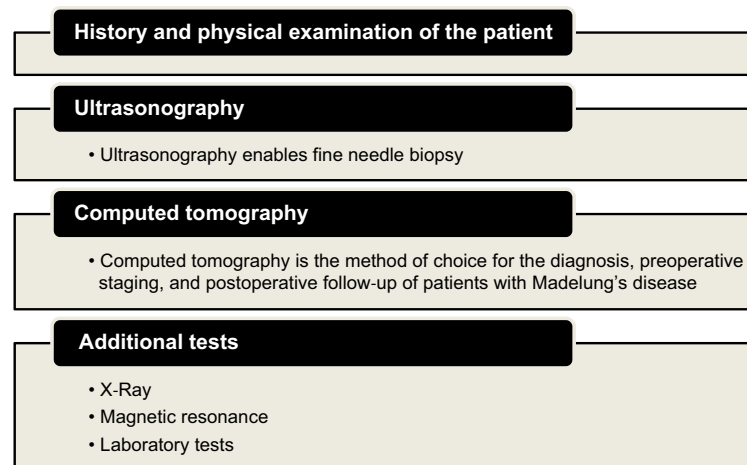 History and physical examination of the patient
Ultrasonography
• Ultrasonography enables fine needle biopsy
Computed tomography
• Computed tomography is the method of choice for the diagnosis, preoperative
staging, and postoperative follow-up of patients with Madelung's disease
Additional tests
• X-Ray
• Magnetic resonance
• Laboratory tests